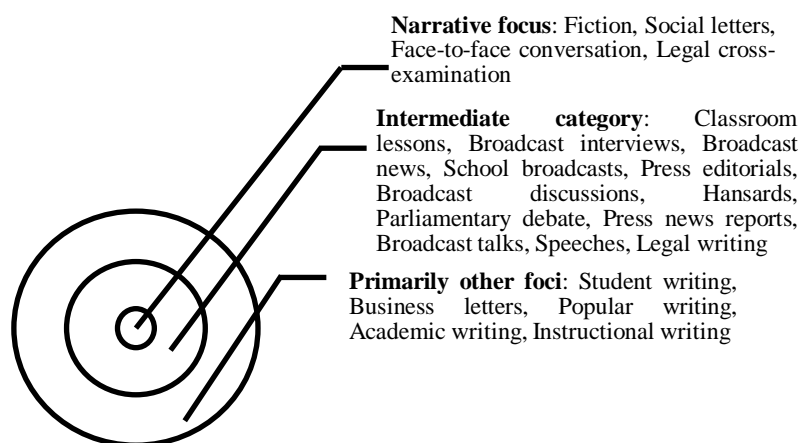 Narrative focus: Fiction, Social letters,
Face-to-face conversation, Legal cross-
examination
Intermediate category: Classroom
lessons, Broadcast interviews, Broadcast
news, School broadcasts, Press editorials,
Broadcast discussions, Hansards,
Parliamentary debate, Press news reports,
Broadcast talks, Speeches, Legal writing
Primarily other foci: Student writing,
Business letters, Popular writing,
Academic writing, Instructional writing